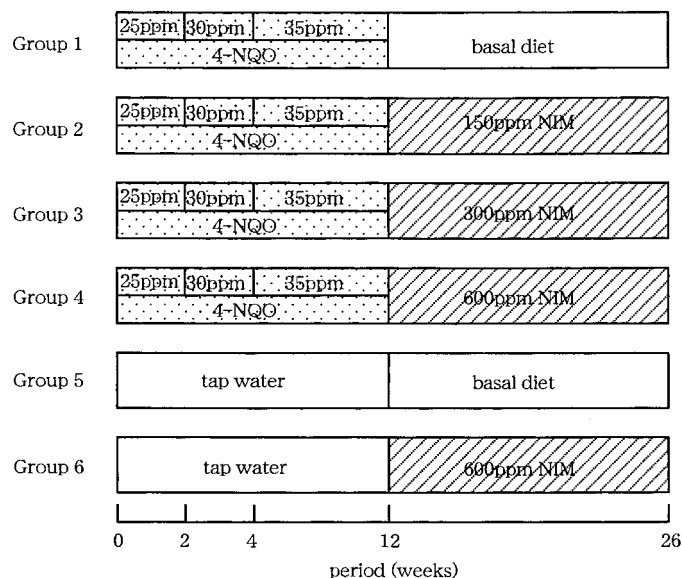 25ppm 30ppm 35ppm
Group 1 basal diet
4-NQO
25ppm 30ppm 35ppm
Group 2 150ppm NIM
4-NQO
25ppm 30ppm 35ppm
Group 3 300ppm NIM
4-NQO
25ppm 30ppm 35ppm
Group 4 600ppm NIM
4-NQO
Group 5 tap water basal diet
Group 6 tap water 600ppm NIM
0 2 4 12 26
period (weeks)